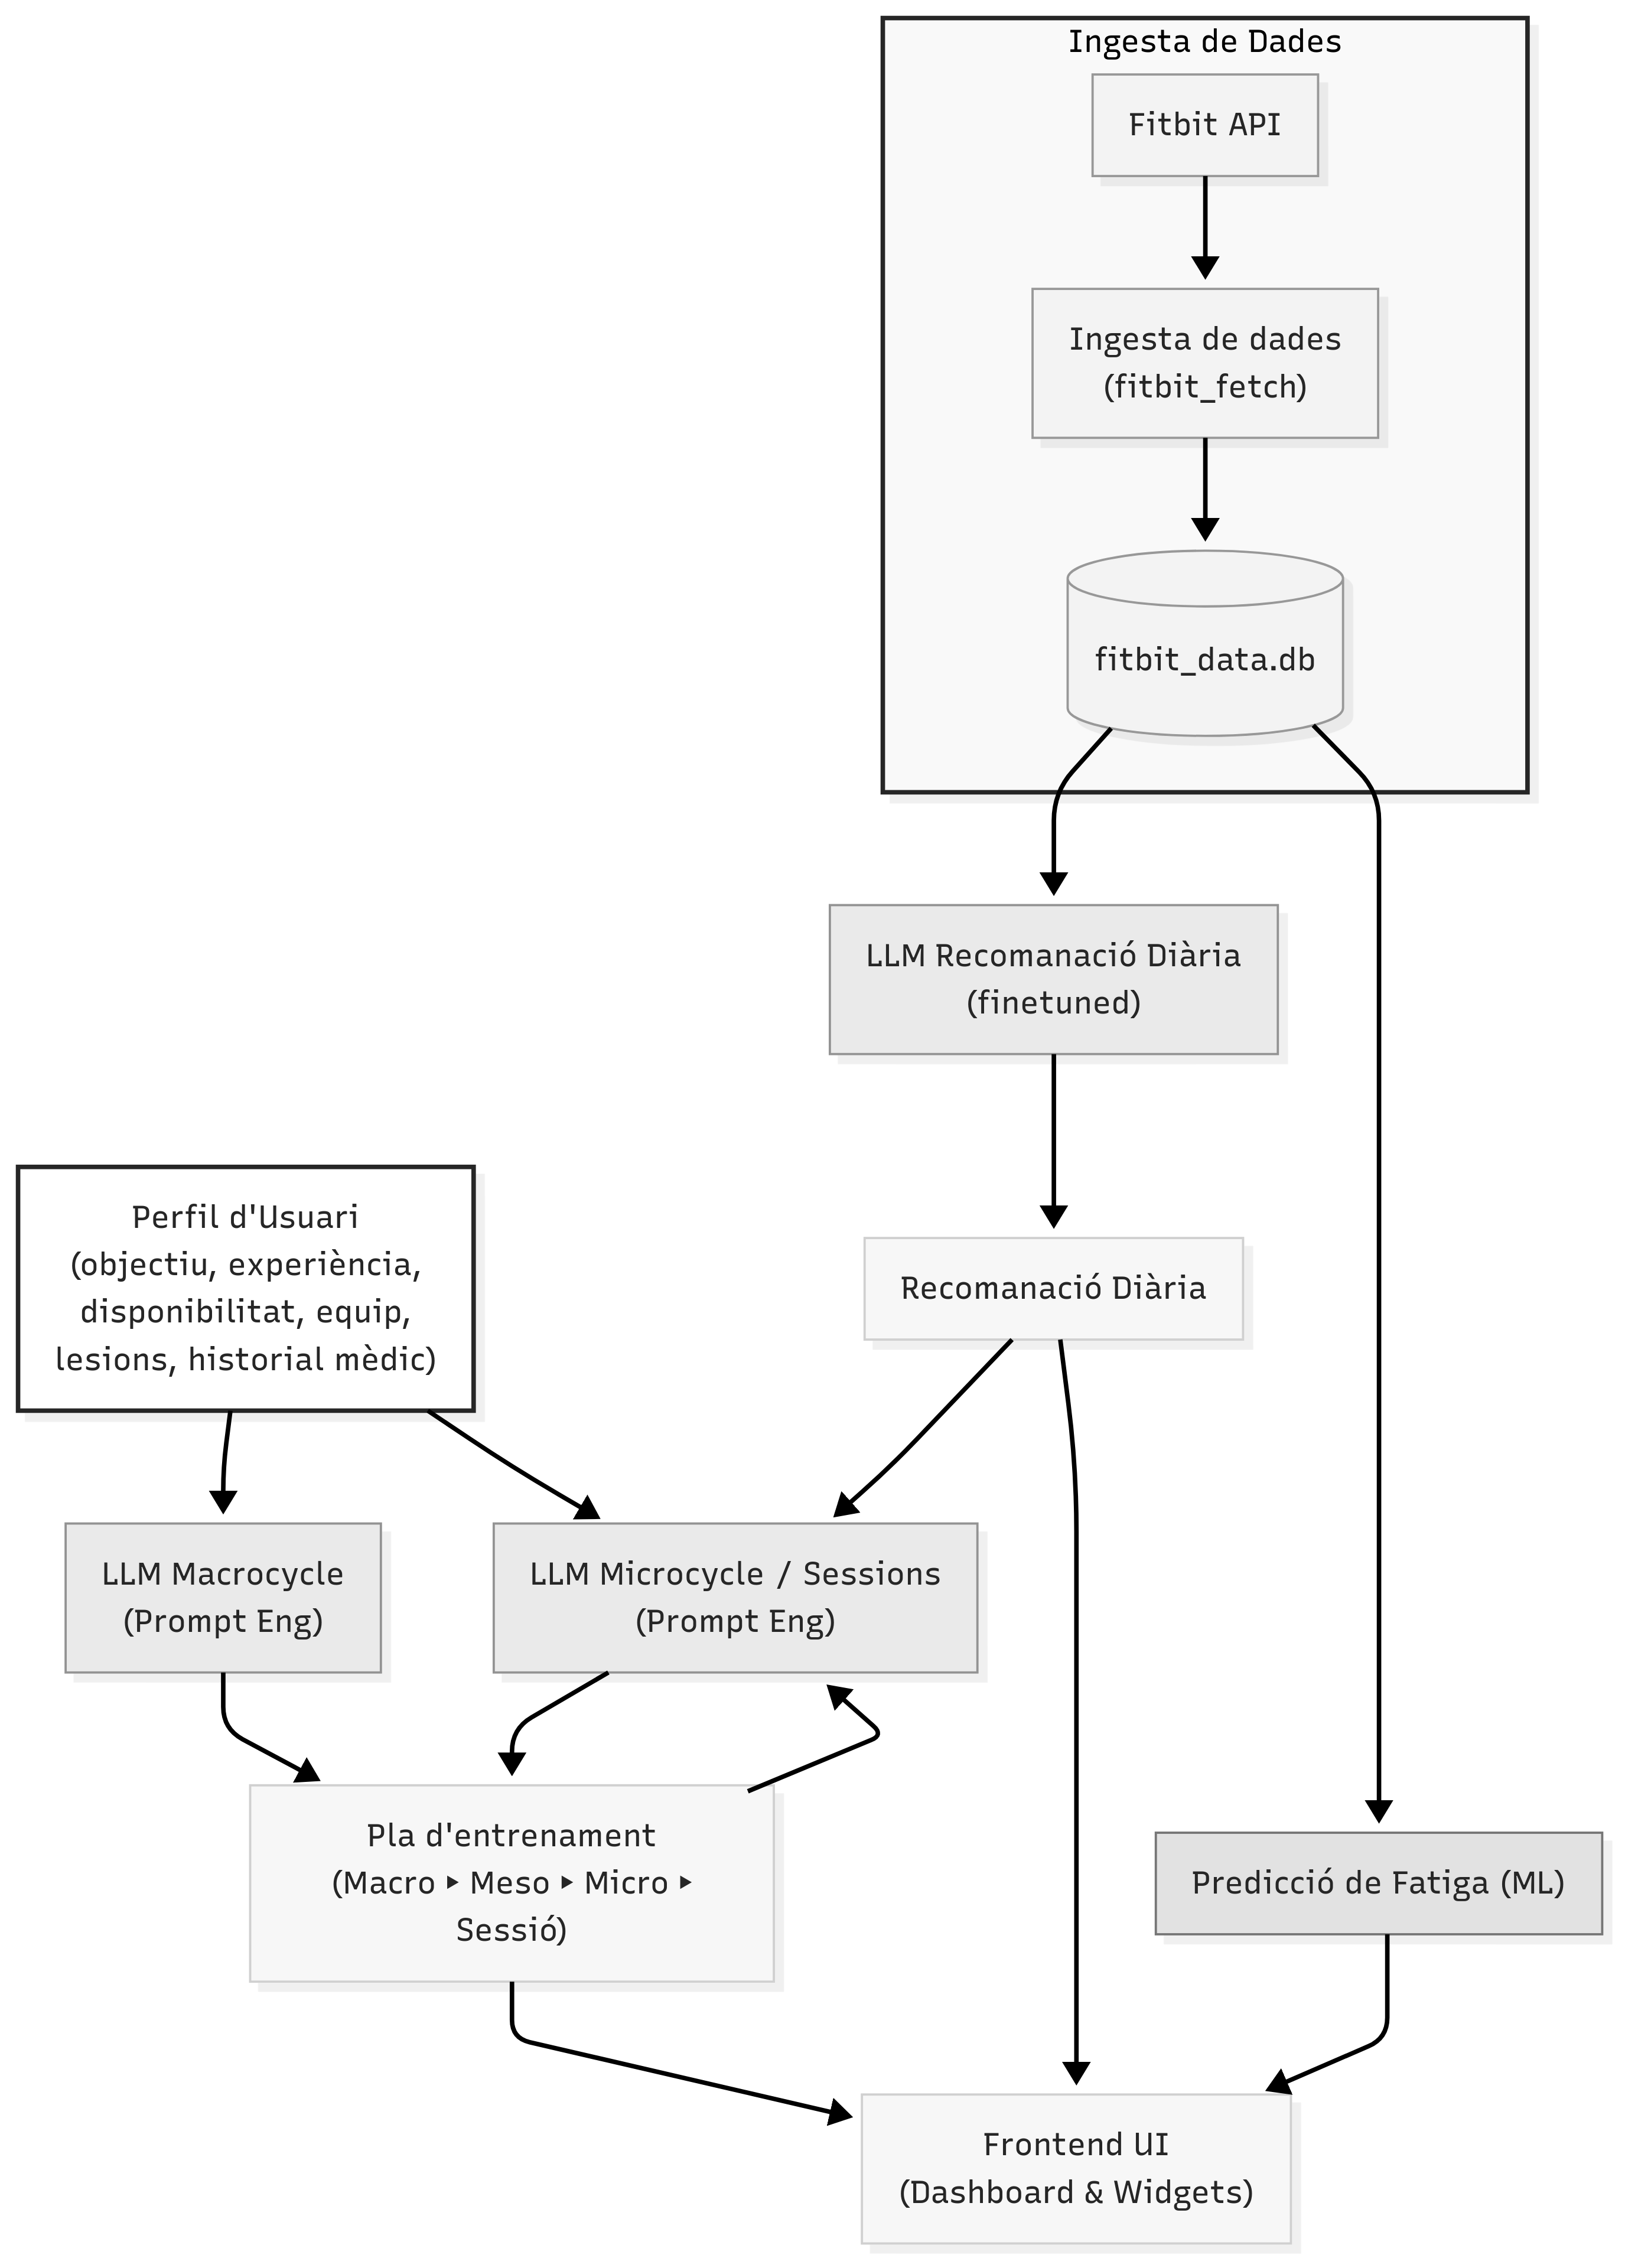 Ingesta de Dades
Fitbit API
Ingesta de dades
(fitbit_fetch)
fitbit_data.db
LLM Recomanació Diària
(finetuned)
Recomanació Diària
Perfil d'Usuari
(objectiu, experiència,
disponibilitat, equip,
lesions, historial mèdic)
LLM Macrocycle
(Prompt Eng)
LLM Microcycle / Sessions
(Prompt Eng)
Pla d'entrenament
(Macro ▸ Meso ▸ Micro ▸
Sessió)
Predicció de Fatiga (ML)
Frontend UI
(Dashboard & Widgets)